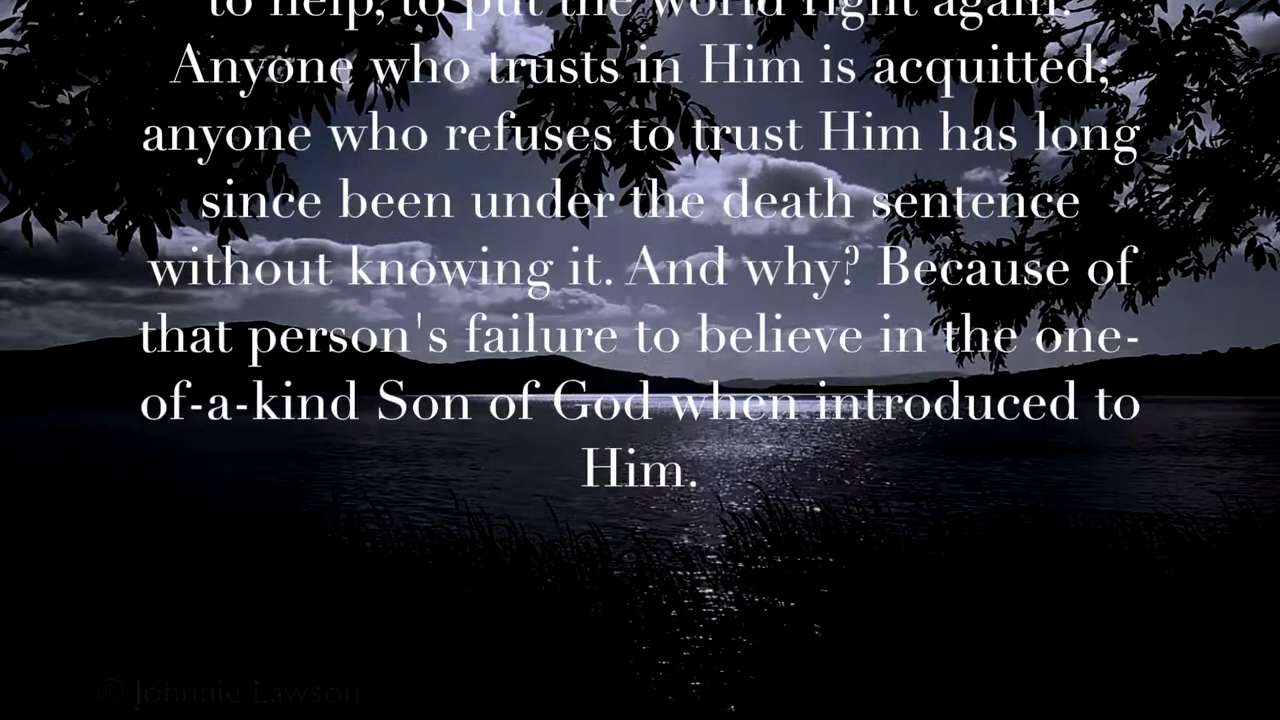 to help, to put the world right again.
Anyone who trusts in Him is acquitted;
anyone who refuses to trust Him has long
since been under the death sentence
without knowing it. And why? Because of
that person's failure to believe in the one-
of-a-kind Son of God when introduced to
Him.
© Johnnie Lawson